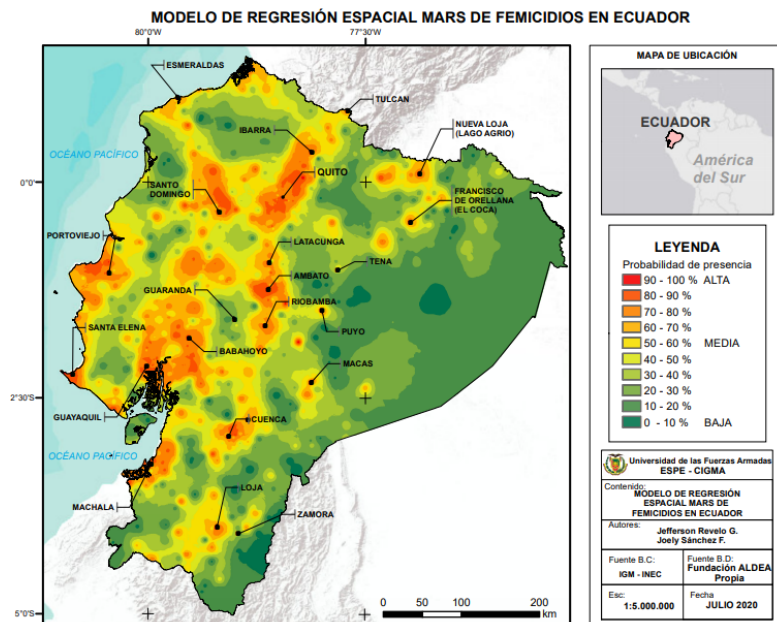 MODELO DE REGRESIÓN ESPACIAL MARS DE FEMICIDIOS EN ECUADOR
80°0'0"
77°30'0"
ESMERALDAS
TULCAN
IBARRA
NUEVA LOJA
(LAGO AGRIO)
OCÉANO PACÍFICO
QUITO
0°0'0"
SANTO
DOMINGO
FRANCISCO
DE ORELLANA
(EL COCA)
PORTOVIEJO
LATACUNGA
TENA
AMBATO
GUARANDA
RIOBAMBA
SANTA ELENA
PUYO
BABAHOYO
MACAS
2°30'S
GUAYAQUIL
CUENCA
OCÉANO PACÍFICO
LOJA
MACHALA
ZAMORA
5°0'S
0 50 100 200
km
MAPA DE UBICACIÓN
ECUADOR
América
del Sur
LEYENDA
Probabilidad de presencia
90 - 100 % ALTA
80 - 90 %
70 - 80 %
60 - 70 %
50 - 60 % MEDIA
40 - 50 %
30 - 40 %
20 - 30 %
10 - 20 %
0 - 10 % BAJA
Universidad de las Fuerzas Armadas
ESPE - CIGMA
Contenido:
MODELO DE REGRESIÓN
ESPACIAL MARS DE
FEMICIDIOS EN ECUADOR
Autores:
Jefferson Revelo G.
Joely Sánchez F.
Fuente B.C:
IGM - INEC
Fuente B.D:
Fundación ALDEA
Propia
Esc:
1:5.000.000
Fecha
JULIO 2020